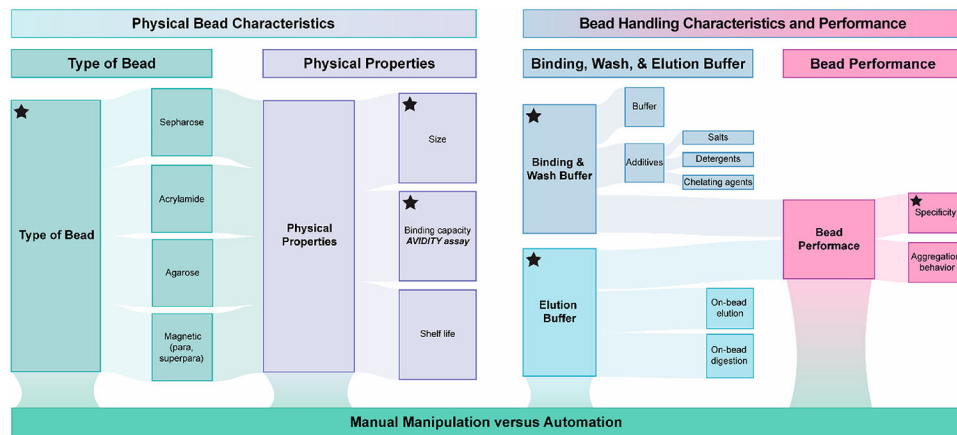 Physical Bead Characteristics
Bead Handling Characteristics and Performance
Type of Bead
Physical Properties
Binding, Wash, & Elution Buffer
Bead Performance
Type of Bead
Sepharose
Acrylamide
Agarose
Magnetic
(para,
superpara)
Physical
Properties
Size
Binding capacity
AVIDITY assay
Shelf life
Binding &
Wash Buffer
Buffer
Additives
Salts
Detergents
Chelating agents
Elution
Buffer
On-bead
elution
On-bead
digestion
Bead
Performace
Specificity
Aggregation
behavior
Manual Manipulation versus Automation